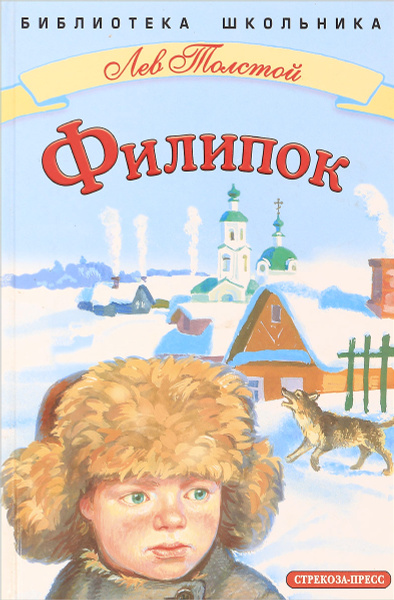 БИБЛИОТЕКА ШКОЛЬНИКА
Лев Толстой
Филипок
СТРЕКОЗА-ПРЕСС